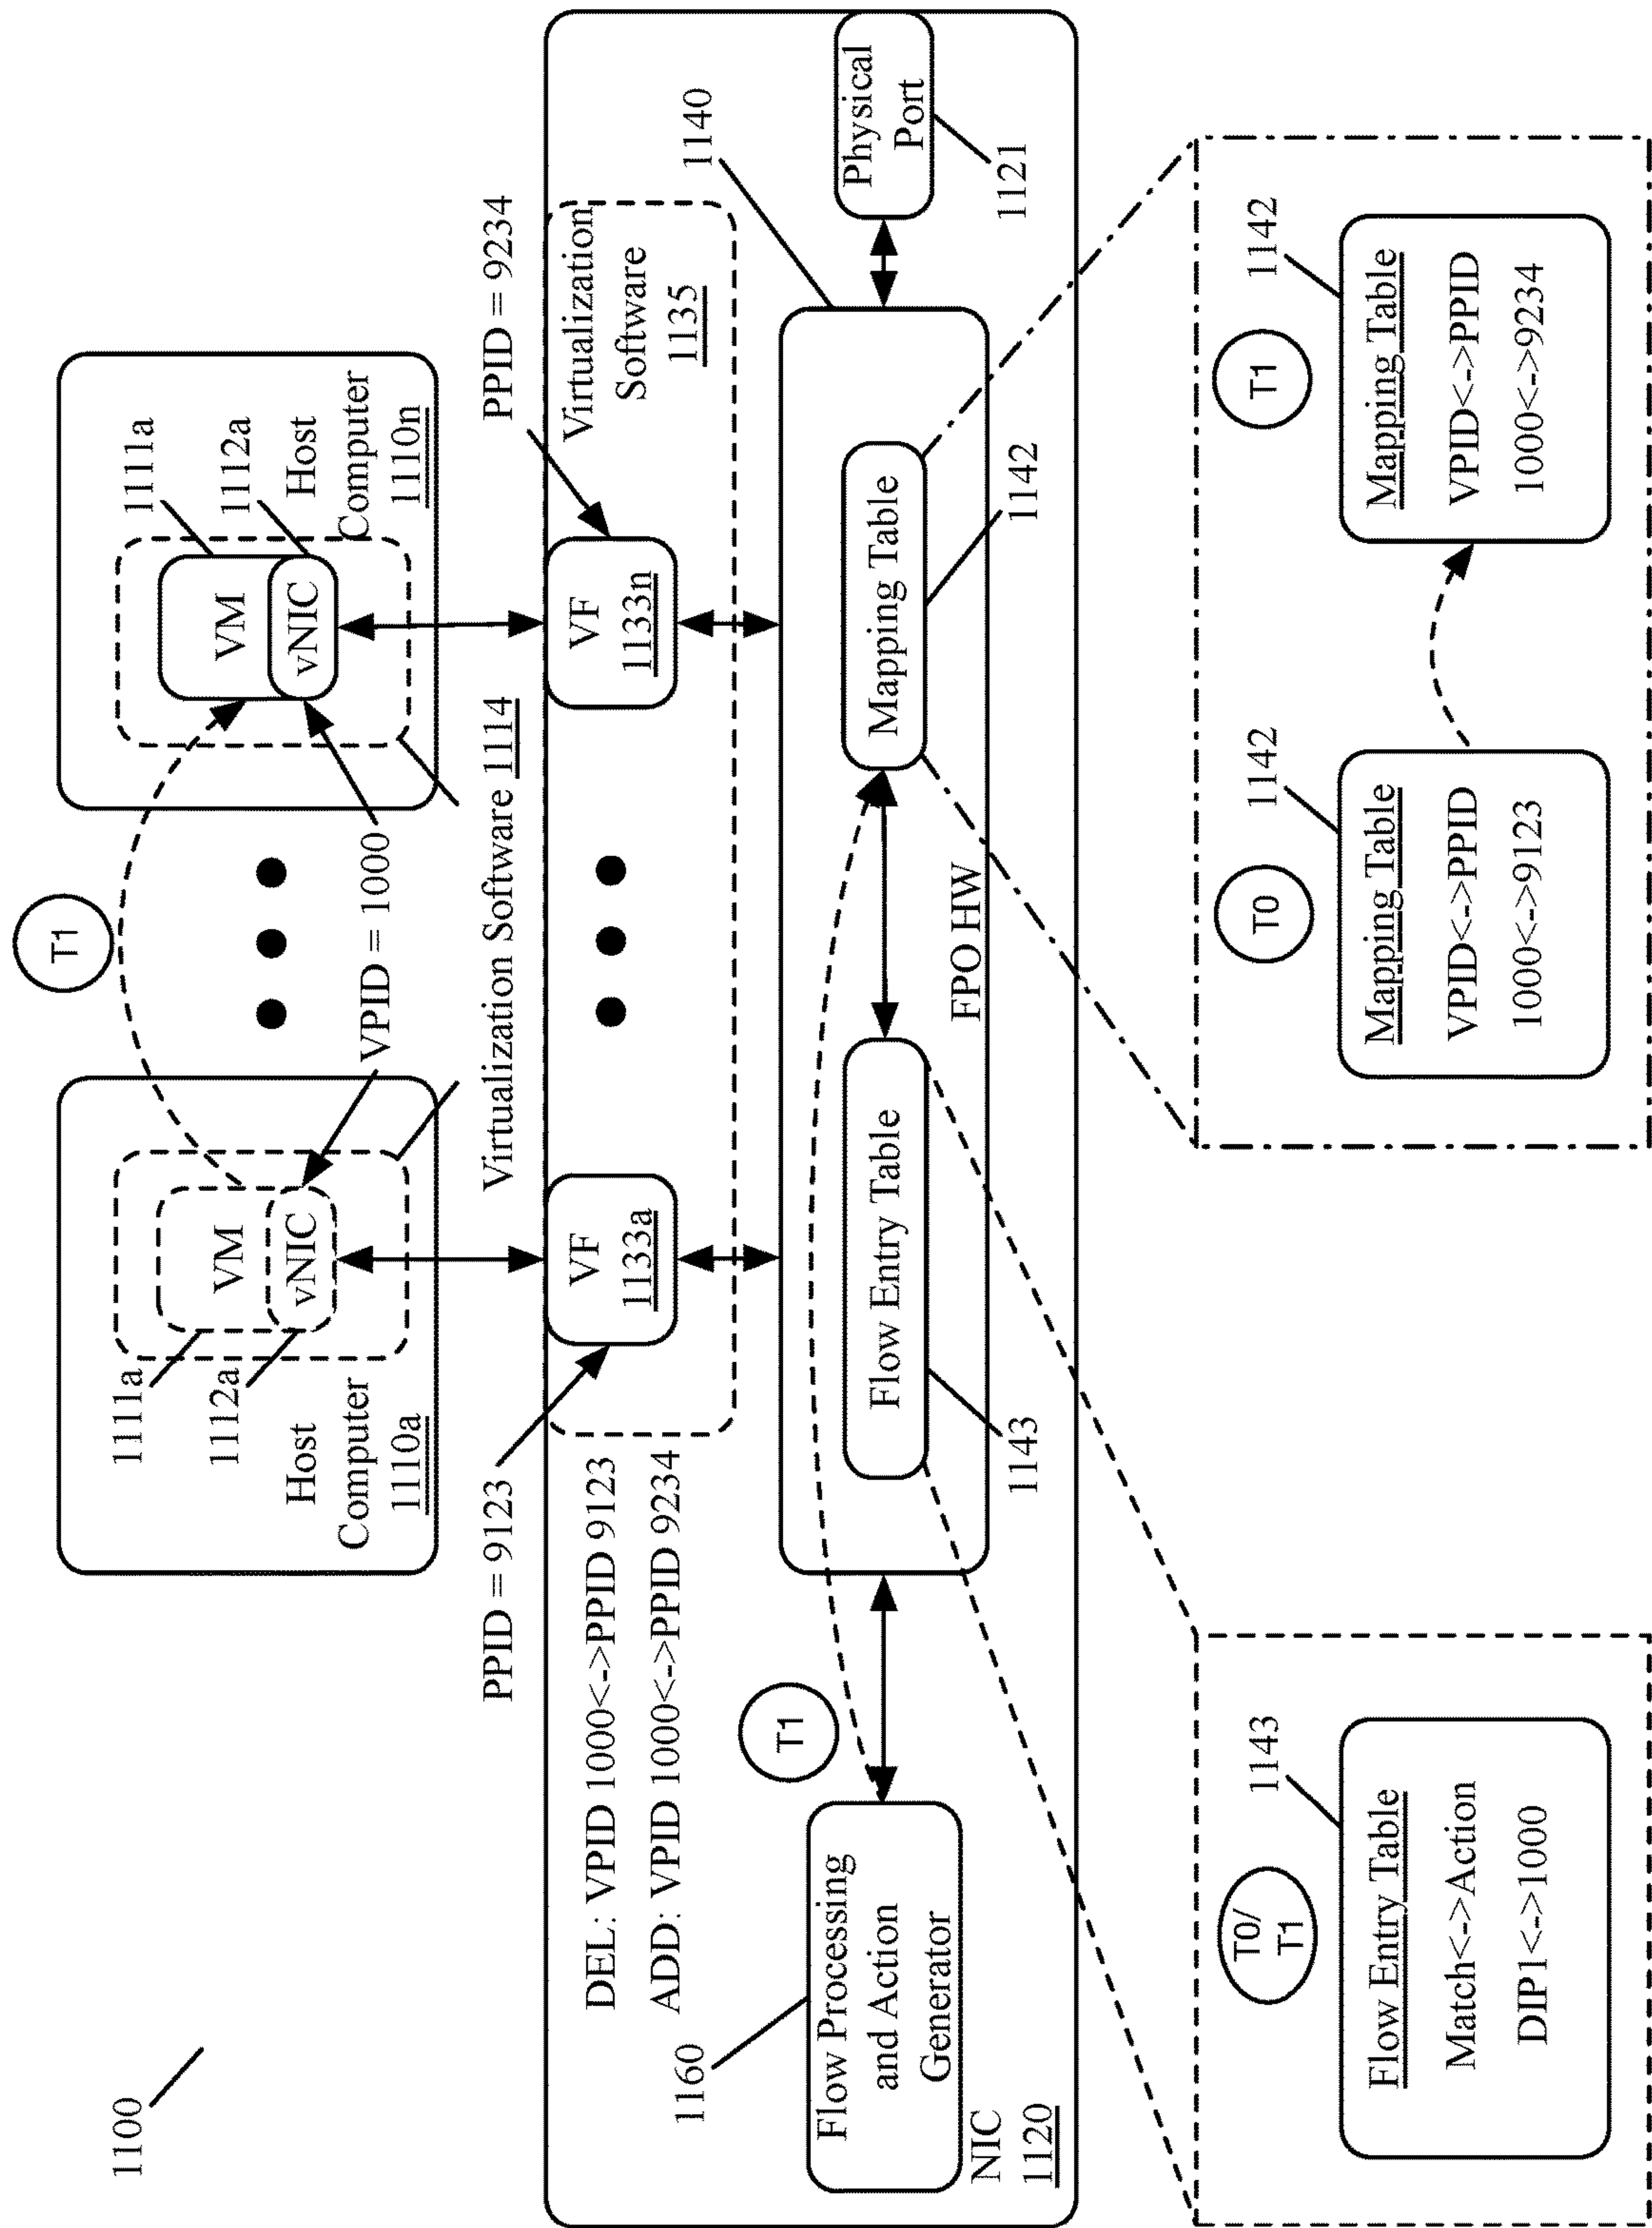 1100
T1
1111a
1112a
VM
vNIC
Host
Computer
1110a
VPID = 1000
VM
vNIC
1111a
1112a
Host
Computer
1110n
Virtualization Software 1114
PPID = 9123
PPID = 9234
DEL: VPID 1000<->PPID 9123
ADD: VPID 1000<->PPID 9234
VF
1133a
VF
1133n
Virtualization
Software
1135
1160
T1
1140
Flow Processing
and Action
Generator
Flow Entry Table
Mapping Table
Physical
Port
FPO HW
NIC
1120
1143
1142
1121
T0/
T1
1143
Flow Entry Table
Match<->Action
DIP1<->1000
T0
1142
Mapping Table
VPID<->PPID
1000<->9123
T1
1142
Mapping Table
VPID<->PPID
1000<->9234